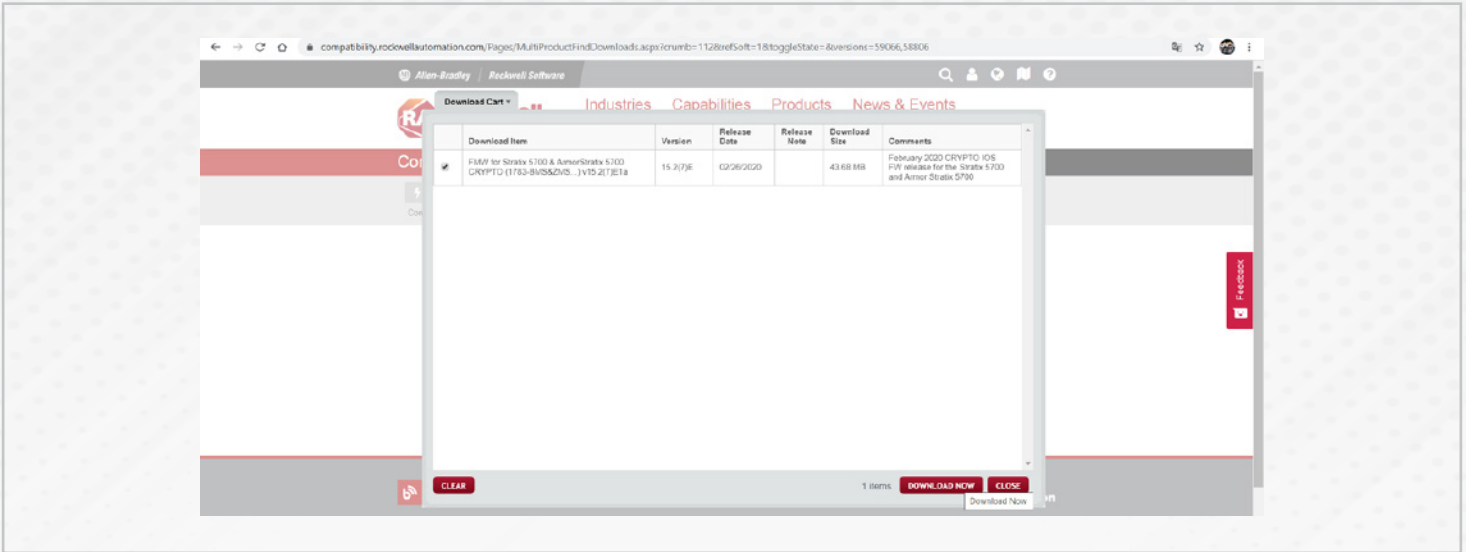 compatibility.rockwellautomation.com/Pages/MultiProductFindDownloads.aspx?crumb=112&refSoft=1&toggleState=&versions=59066,58806
Allen-Bradley | Rockwell Software
Download Cart
Industries Capabilities Products News & Events
Download Item Version Release Date Release Note Download Size Comments
FMW for Stratix 5700 & ArmorStratix 5700
CRYPTO (1783-BMS&ZMS...) v15.2(7)E1a
15.2(7)E 02/26/2020 43.68 MB
February 2020 CRYPTO IOS
FW release for the Stratix 5700
and Armor Stratix 5700
Feedback
CLEAR
1 items DOWNLOAD NOW CLOSE
Download Now